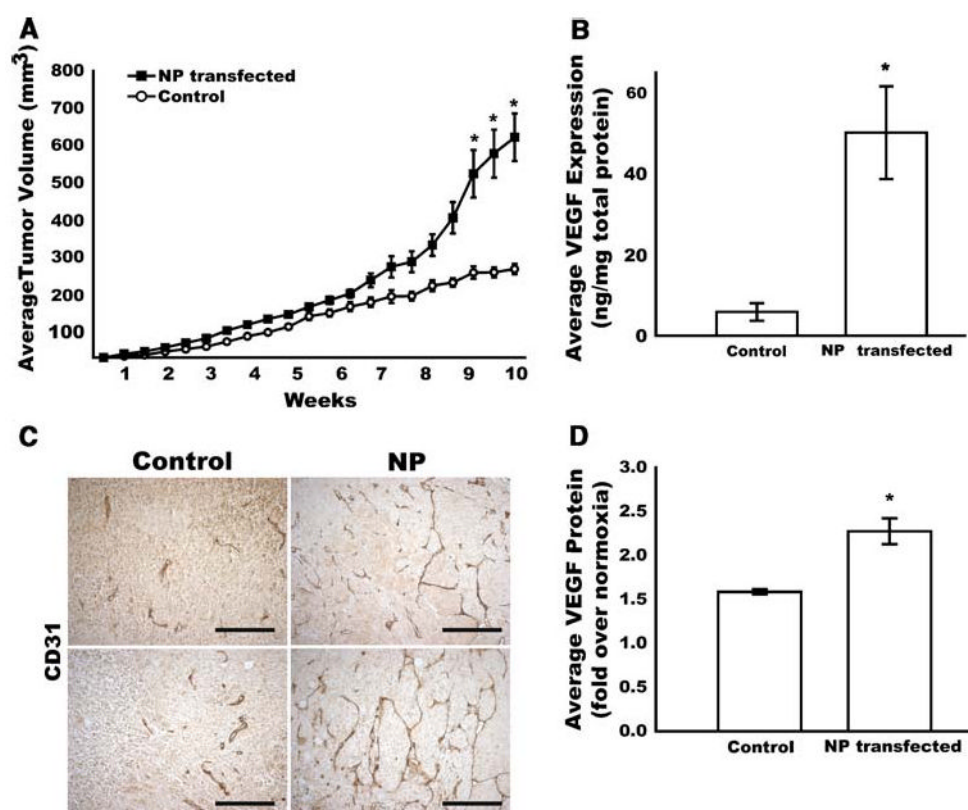 A
Average Tumor Volume (mm³)
800
700
600
500
400
300
200
100
NP transfected
Control
*
*
*
1 2 3 4 5 6 7 8 9 10
Weeks
B
Average VEGF Expression
(ng/mg total protein)
60
40
20
0
*
Control NP transfected
C
Control NP
CD31
D
Average VEGF Protein
(fold over normoxia)
3.0
2.5
2.0
1.5
1.0
0.5
0.0
*
Control NP transfected